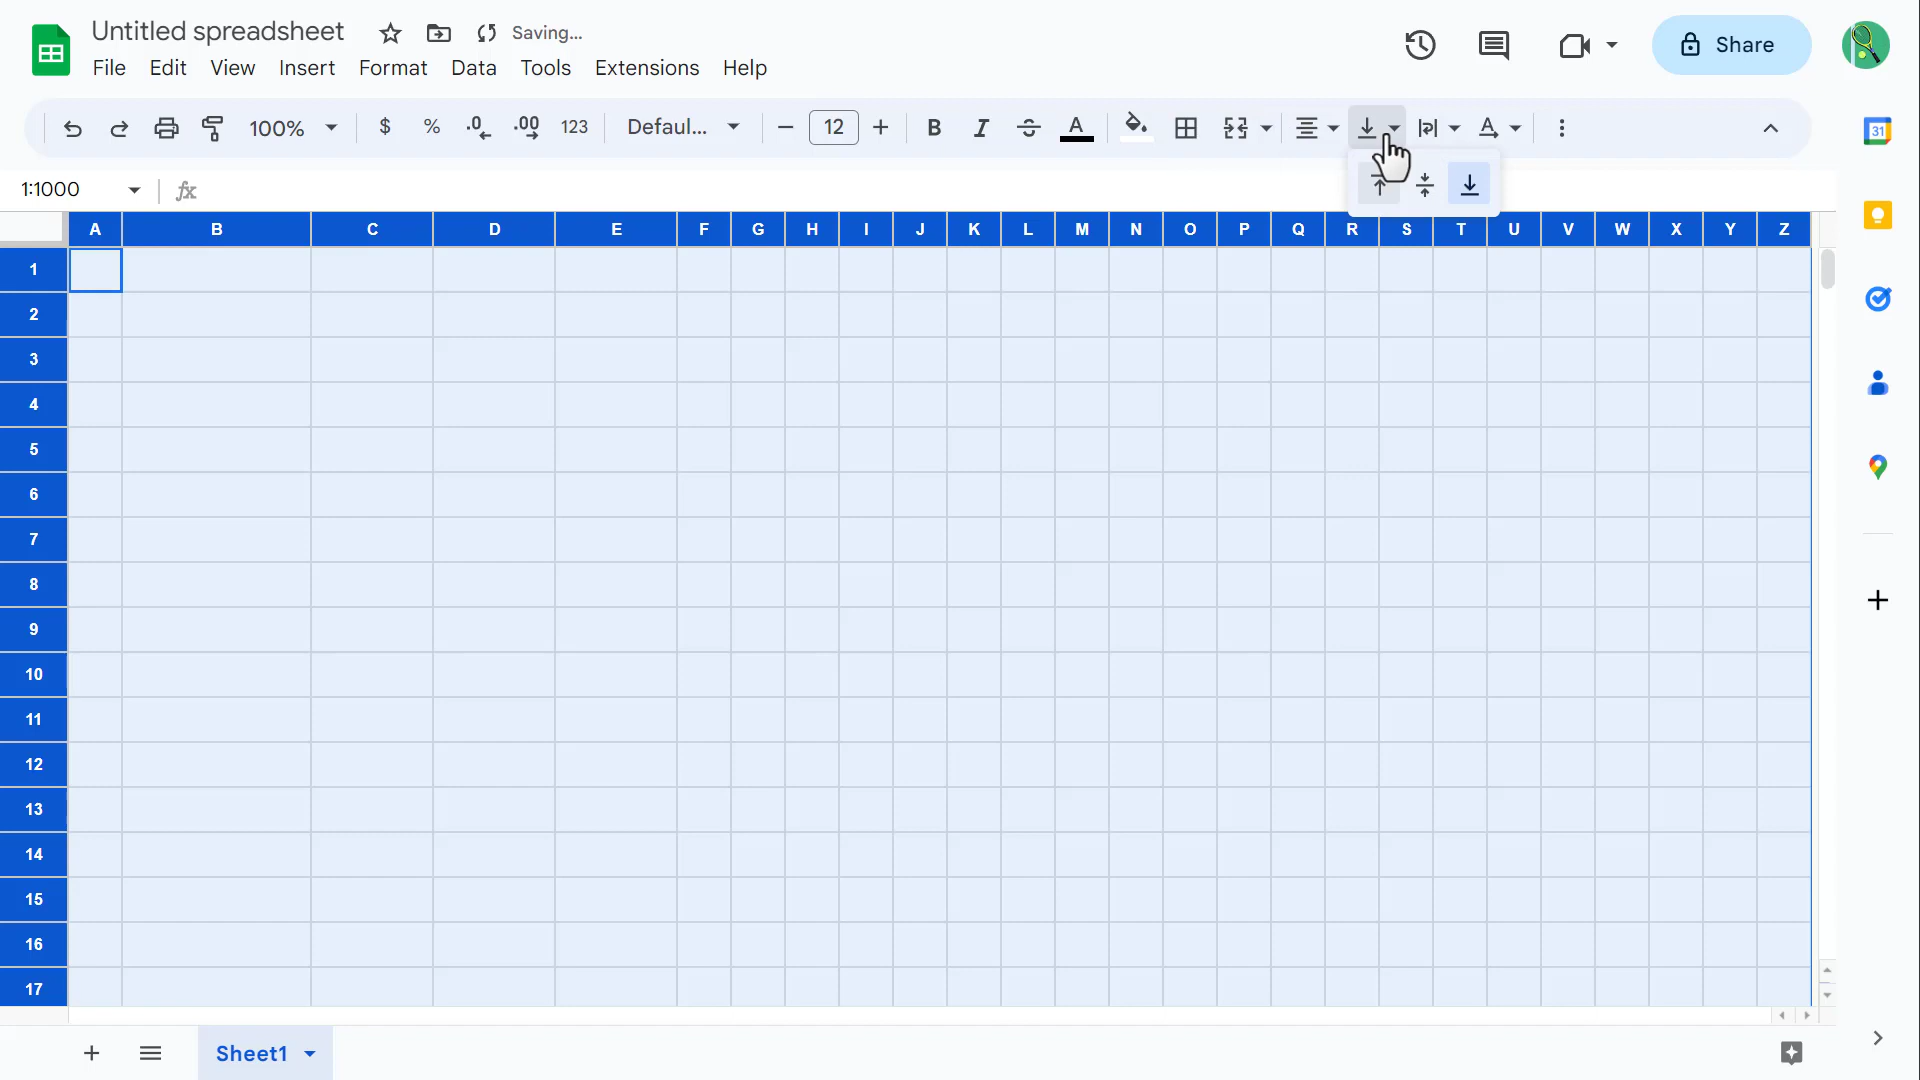 Untitled spreadsheet Saving...
File Edit View Insert Format Data Tools Extensions Help
Share
100% $ % .0 .00 123 Defaul... 12 B I S A
31
1:1000 fx
A B C D E F G H I J K L M N O P Q R S T U V W X Y Z
1
2
3
4
5
6
7
8
9
10
11
12
13
14
15
16
17
Sheet1